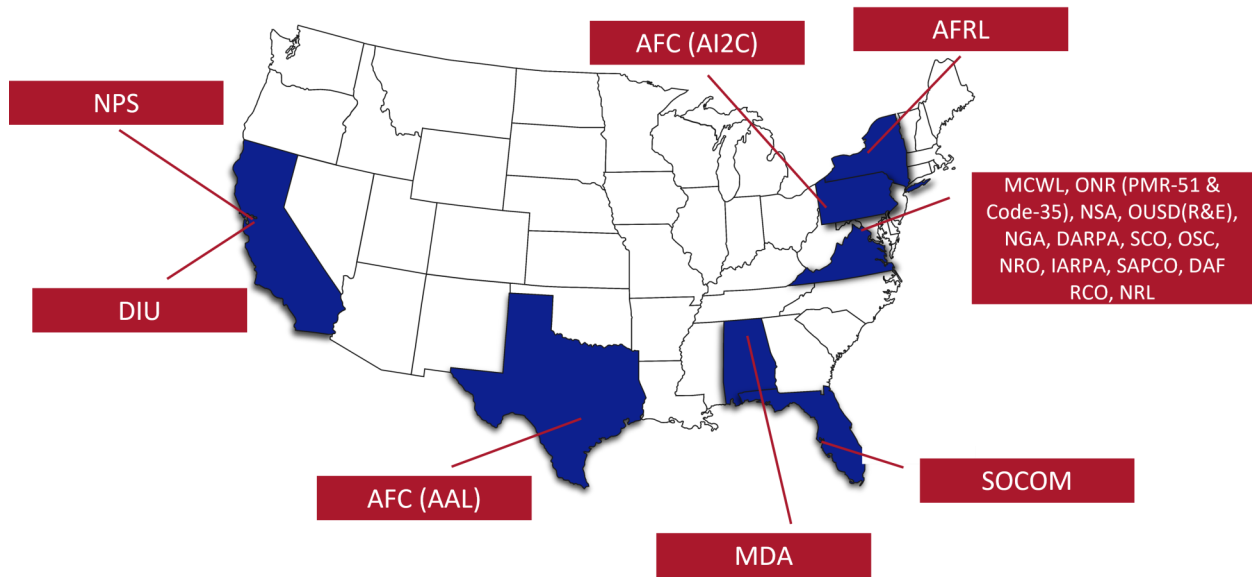 AFC (AI2C)
AFRL
NPS
MCWL, ONR (PMR-51 &
Code-35), NSA, OUSD(R&E),
NGA, DARPA, SCO, OSC,
NRO, IARPA, SAPCO, DAF
RCO, NRL
DIU
AFC (AAL)
SOCOM
MDA